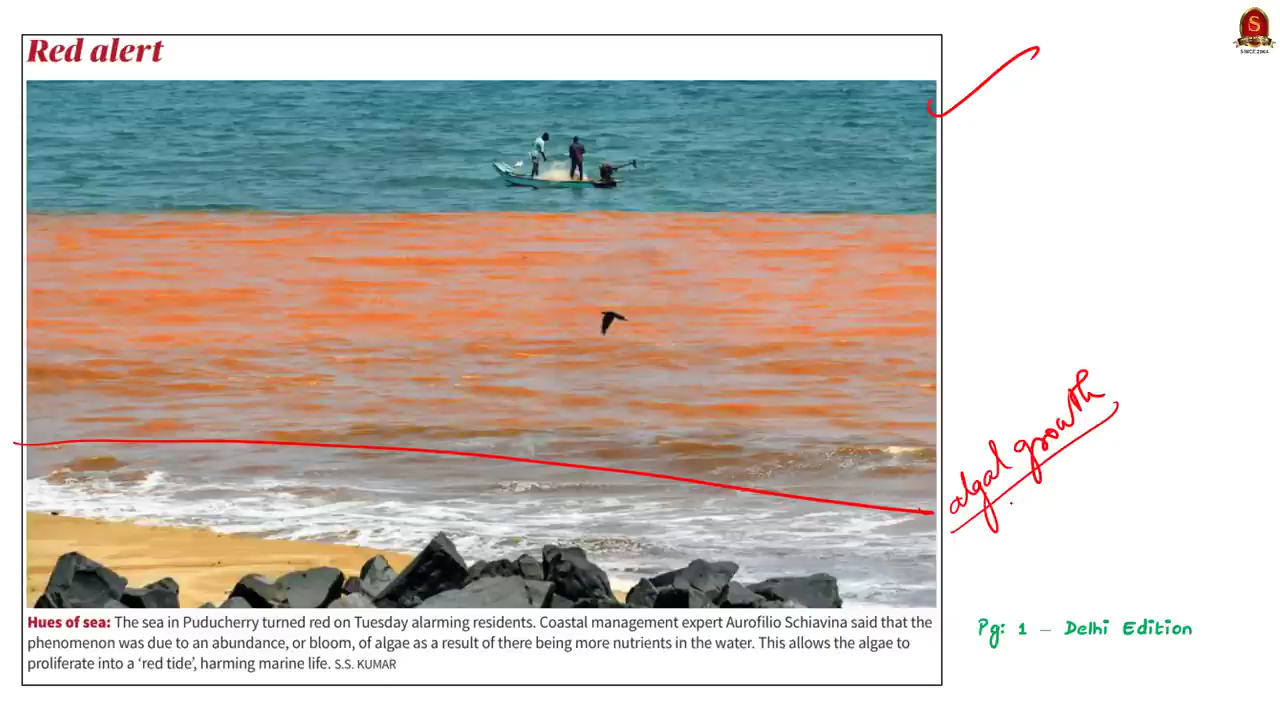 Red alert
S
SINCE 2004
algal growth
Hues of sea: The sea in Puducherry turned red on Tuesday alarming residents. Coastal management expert Aurofilio Schiavina said that the
phenomenon was due to an abundance, or bloom, of algae as a result of there being more nutrients in the water. This allows the algae to
proliferate into a ‘red tide’, harming marine life. S.S. KUMAR
Pg: 1 – Delhi Edition